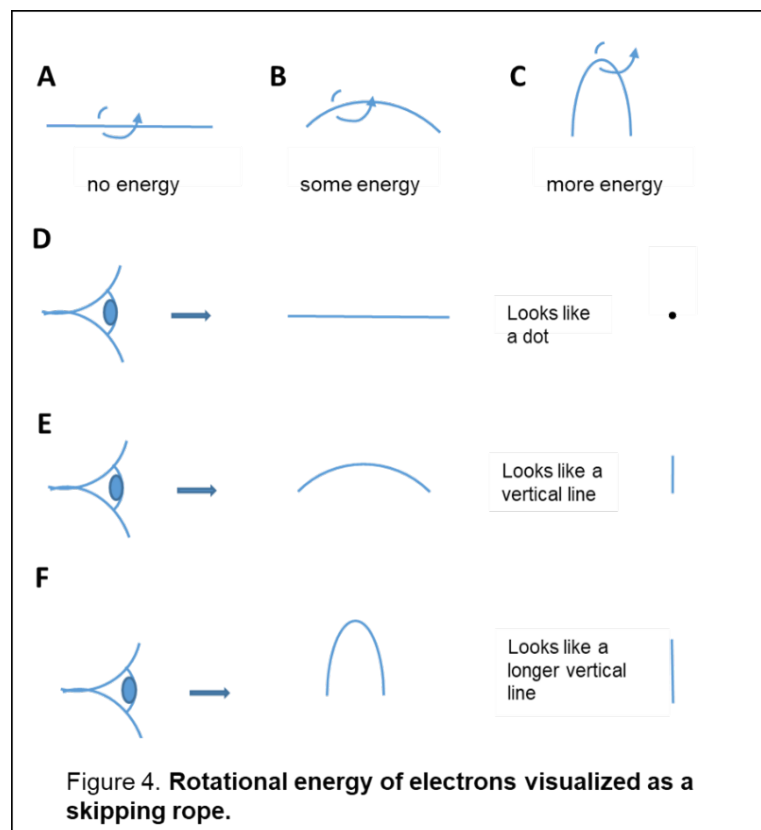 A
B
C
no energy
some energy
more energy
D
Looks like
a dot
E
Looks like a
vertical line
F
Looks like a
longer vertical
line
Figure 4. Rotational energy of electrons visualized as a
skipping rope.